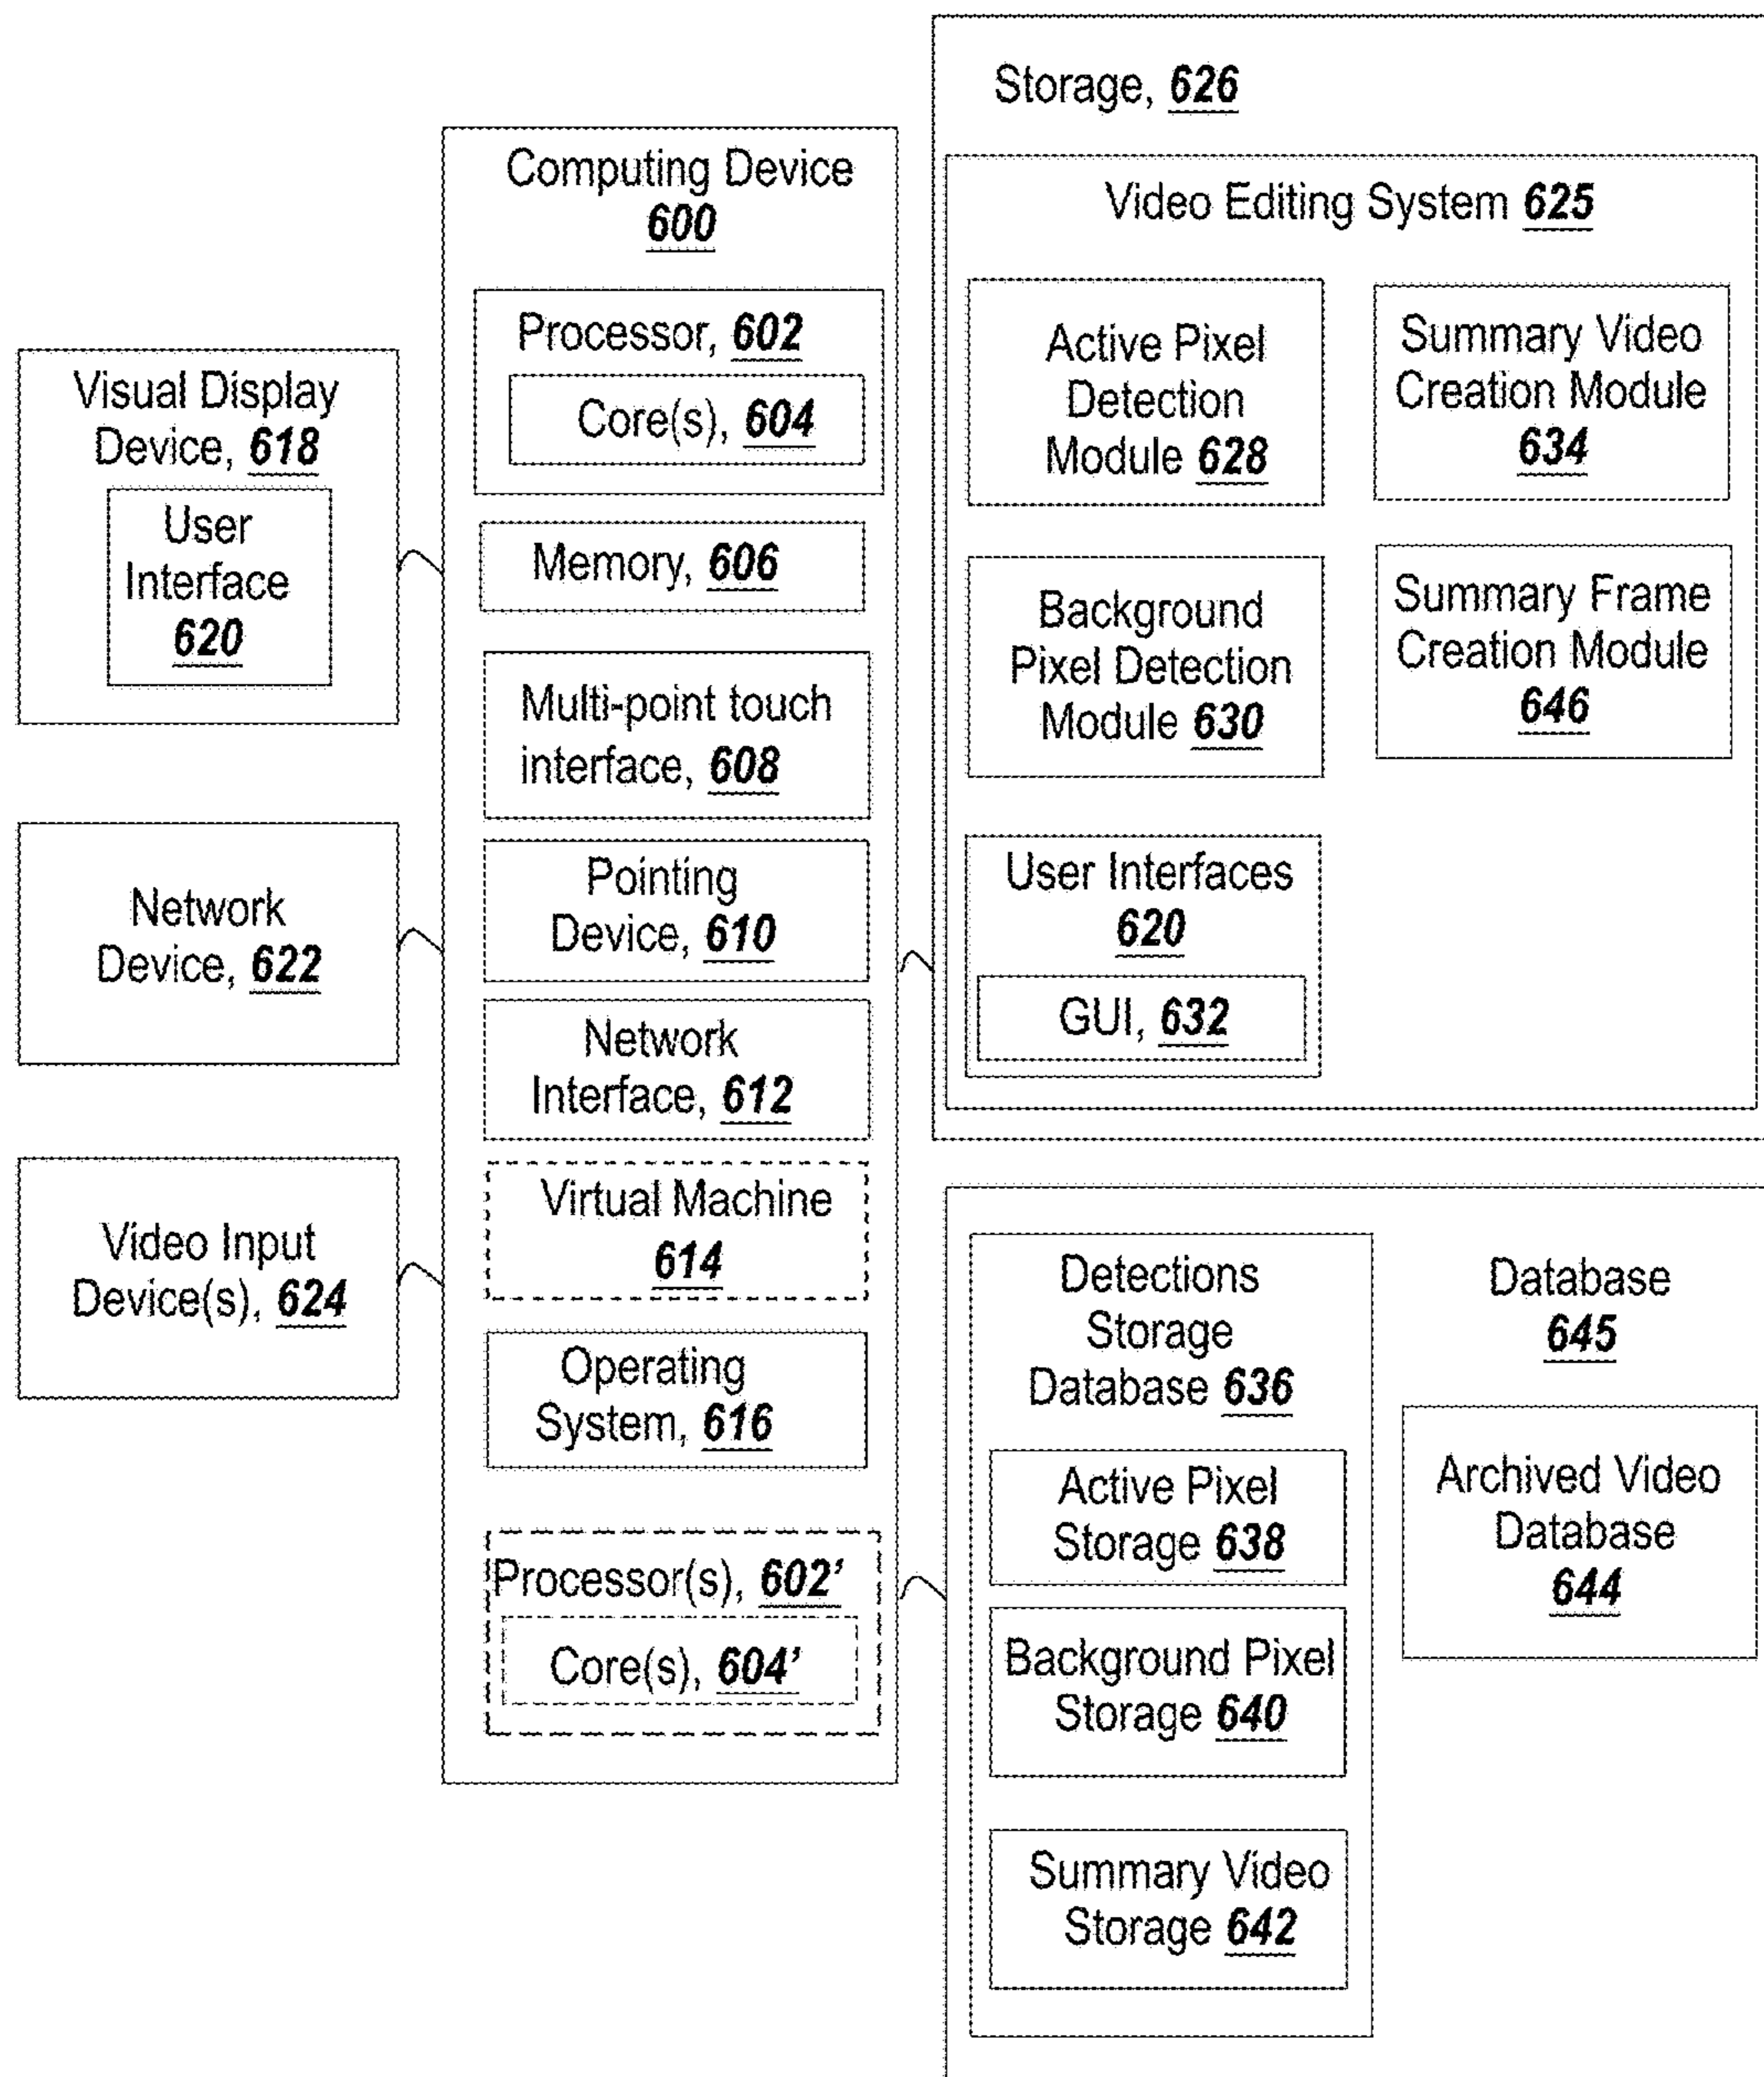 Visual Display
Device, 618
User
Interface
620
Network
Device, 622
Video Input
Device(s), 624
Computing Device
600
Processor, 602
Core(s), 604
Memory, 606
Multi-point touch
interface, 608
Pointing
Device, 610
Network
Interface, 612
Virtual Machine
614
Operating
System, 616
Processor(s), 602’
Core(s), 604’
Storage, 626
Video Editing System 625
Active Pixel
Detection
Module 628
Summary Video
Creation Module
634
Background
Pixel Detection
Module 630
Summary Frame
Creation Module
646
User Interfaces
620
GUI, 632
Detections
Storage
Database 636
Active Pixel
Storage 638
Background Pixel
Storage 640
Summary Video
Storage 642
Database
645
Archived Video
Database
644